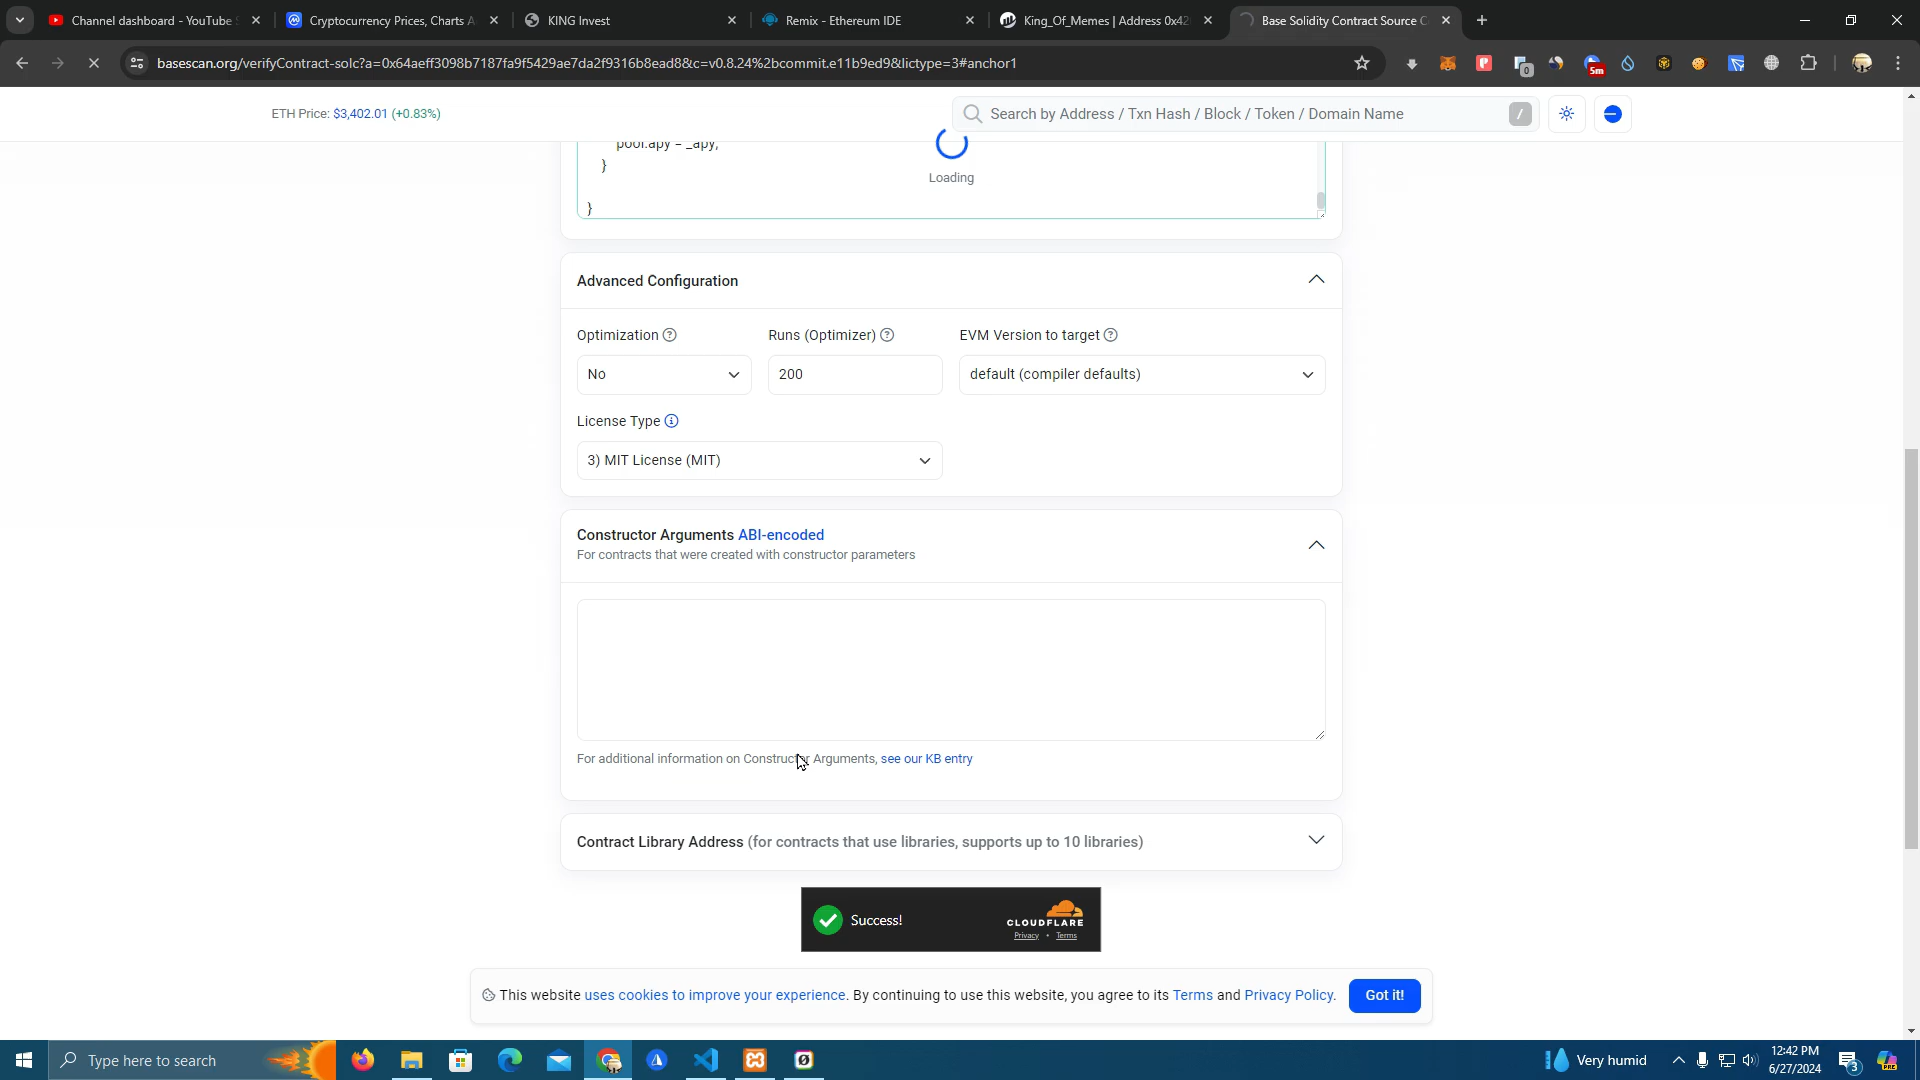 Channel dashboard - YouTube S
Cryptocurrency Prices, Charts A
KING Invest
Remix - Ethereum IDE
King_Of_Memes | Address 0x42
Base Solidity Contract Source C
basescan.org/verifyContract-solc?a=0x64aeff3098b7187fa9f5429ae7da2f9316b8ead8&c=v0.8.24%2bcommit.e11b9ed9&lictype=3#anchor1
0
5m
ETH Price: $3,402.01 (+0.83%)
Search by Address / Txn Hash / Block / Token / Domain Name
/
pool.apy = _apy;
}
Loading
}
Advanced Configuration
Optimization
Runs (Optimizer)
EVM Version to target
No
200
default (compiler defaults)
License Type
3) MIT License (MIT)
Constructor Arguments ABI-encoded
For contracts that were created with constructor parameters
For additional information on Constructor Arguments, see our KB entry
Contract Library Address (for contracts that use libraries, supports up to 10 libraries)
Success!
CLOUDFLARE
Privacy • Terms
This website uses cookies to improve your experience. By continuing to use this website, you agree to its Terms and Privacy Policy.
Got it!
Type here to search
Very humid
12:42 PM
6/27/2024
3
PRE